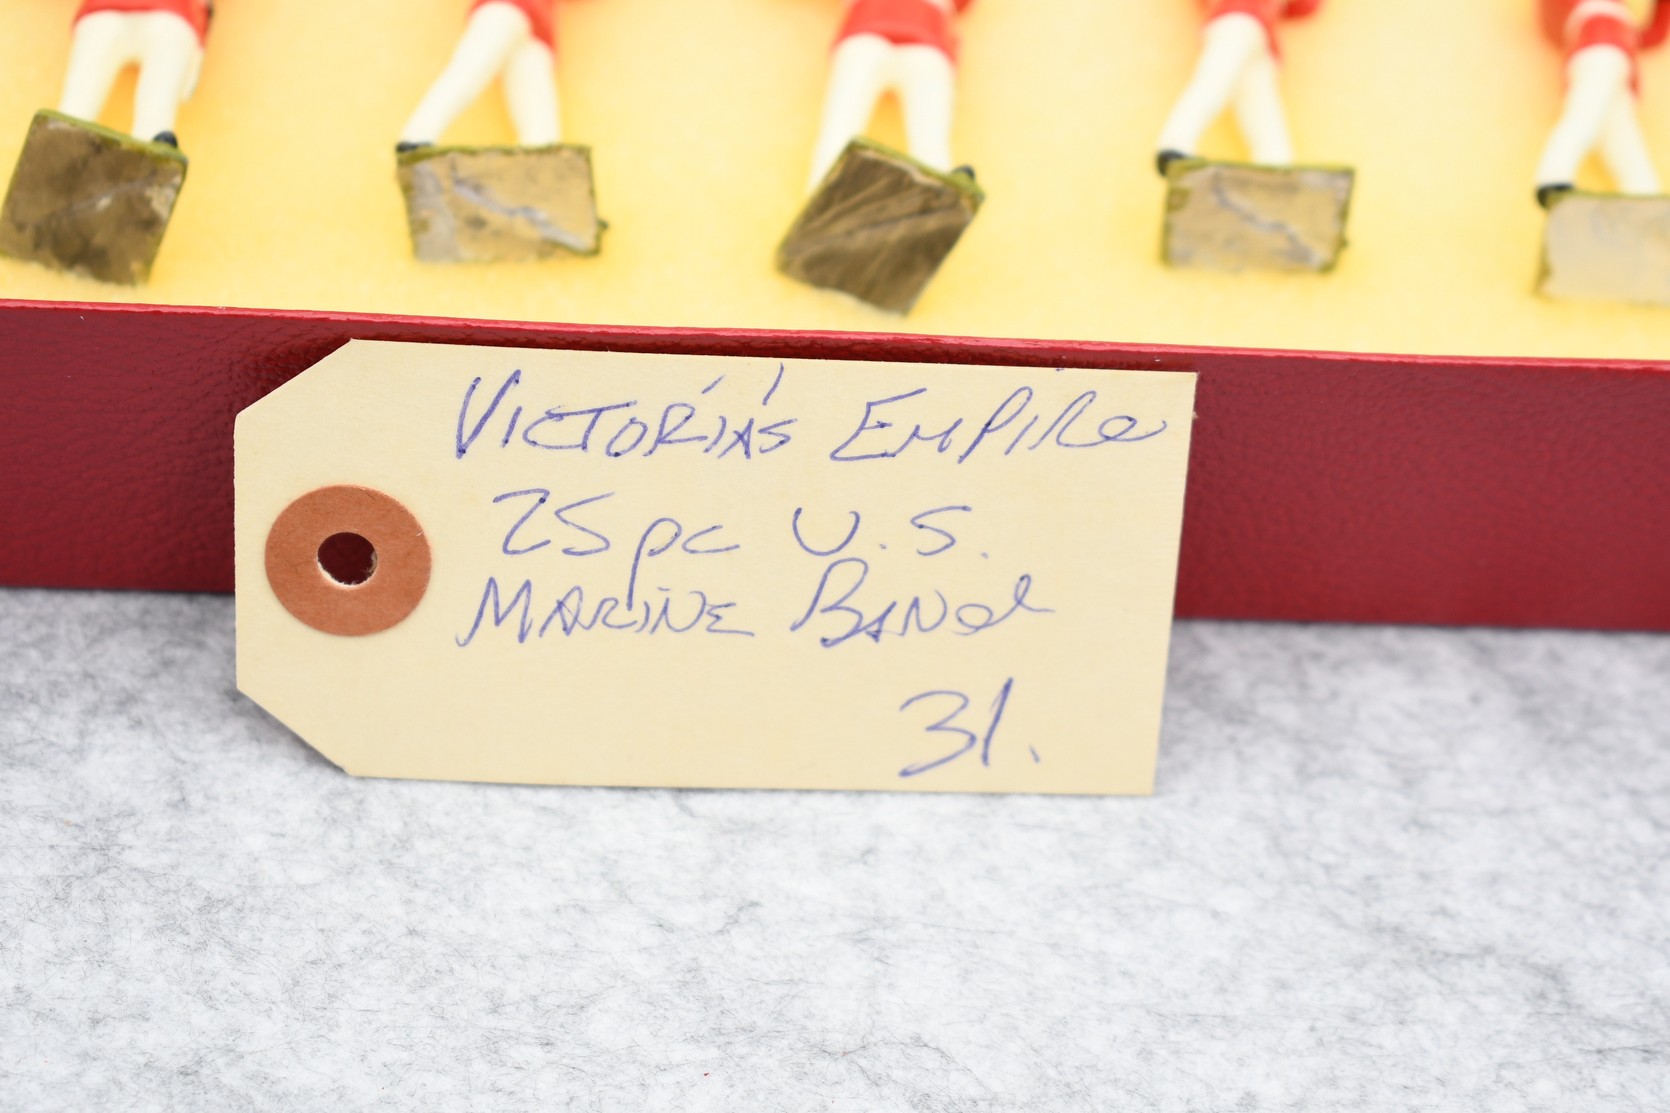 Victoria's Empire
25pc U.S.
Marine Band
31.